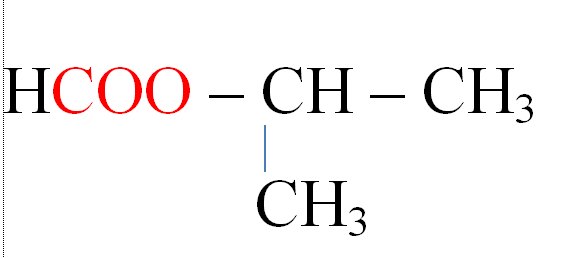 HCOO – CH – CH₃
CH₃